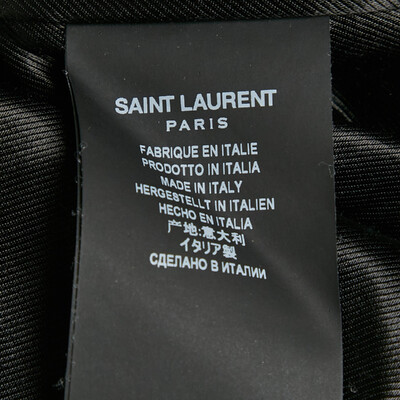 SAINT LAURENT
PARIS
FABRIQUE EN ITALIE
PRODOTTO IN ITALIA
MADE IN ITALY
HERGESTELLT IN ITALIEN
HECHO EN ITALIA
产地:意大利
イタリア製
СДЕЛАНО В ИТАЛИИ